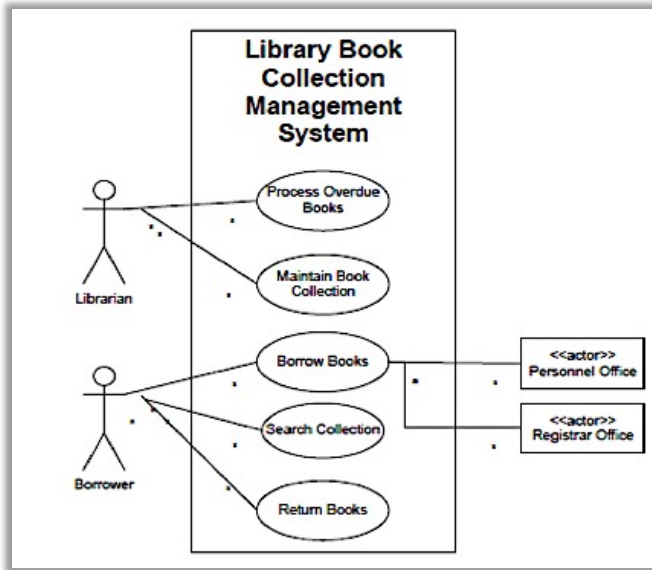 Library Book
Collection
Management
System
Process Overdue
Books
Maintain Book
Collection
Librarian
Borrow Books
<<actor>>
Personnel Office
Search Collection
<<actor>>
Registrar Office
Borrower
Return Books